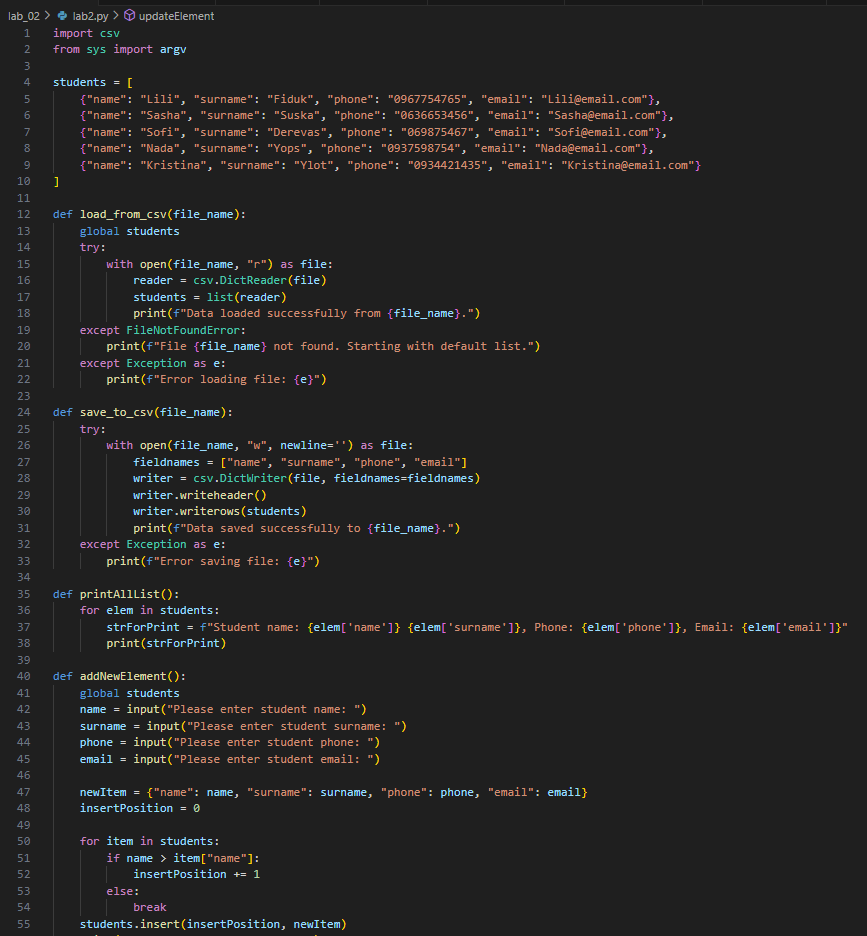 lab_02 > lab2.py > updateElement
1 import csv
2 from sys import argv
3
4 students = [
5     {"name": "Lili", "surname": "Fiduk", "phone": "0967754765", "email": "Lili@email.com"},
6     {"name": "Sasha", "surname": "Suska", "phone": "0636653456", "email": "Sasha@email.com"},
7     {"name": "Sofi", "surname": "Derevas", "phone": "069875467", "email": "Sofi@email.com"},
8     {"name": "Nada", "surname": "Yops", "phone": "0937598754", "email": "Nada@email.com"},
9     {"name": "Kristina", "surname": "Ylot", "phone": "0934421435", "email": "Kristina@email.com"}
10 ]
11
12 def load_from_csv(file_name):
13     global students
14     try:
15         with open(file_name, "r") as file:
16             reader = csv.DictReader(file)
17             students = list(reader)
18             print(f"Data loaded successfully from {file_name}.")
19     except FileNotFoundError:
20         print(f"File {file_name} not found. Starting with default list.")
21     except Exception as e:
22         print(f"Error loading file: {e}")
23
24 def save_to_csv(file_name):
25     try:
26         with open(file_name, "w", newline='') as file:
27             fieldnames = ["name", "surname", "phone", "email"]
28             writer = csv.DictWriter(file, fieldnames=fieldnames)
29             writer.writeheader()
30             writer.writerows(students)
31             print(f"Data saved successfully to {file_name}.")
32     except Exception as e:
33         print(f"Error saving file: {e}")
34
35 def printAllList():
36     for elem in students:
37         strForPrint = f"Student name: {elem['name']} {elem['surname']}, Phone: {elem['phone']}, Email: {elem['email']}"
38         print(strForPrint)
39
40 def addNewElement():
41     global students
42     name = input("Please enter student name: ")
43     surname = input("Please enter student surname: ")
44     phone = input("Please enter student phone: ")
45     email = input("Please enter student email: ")
46
47     newItem = {"name": name, "surname": surname, "phone": phone, "email": email}
48     insertPosition = 0
49
50     for item in students:
51         if name > item["name"]:
52             insertPosition += 1
53         else:
54             break
55     students.insert(insertPosition, newItem)